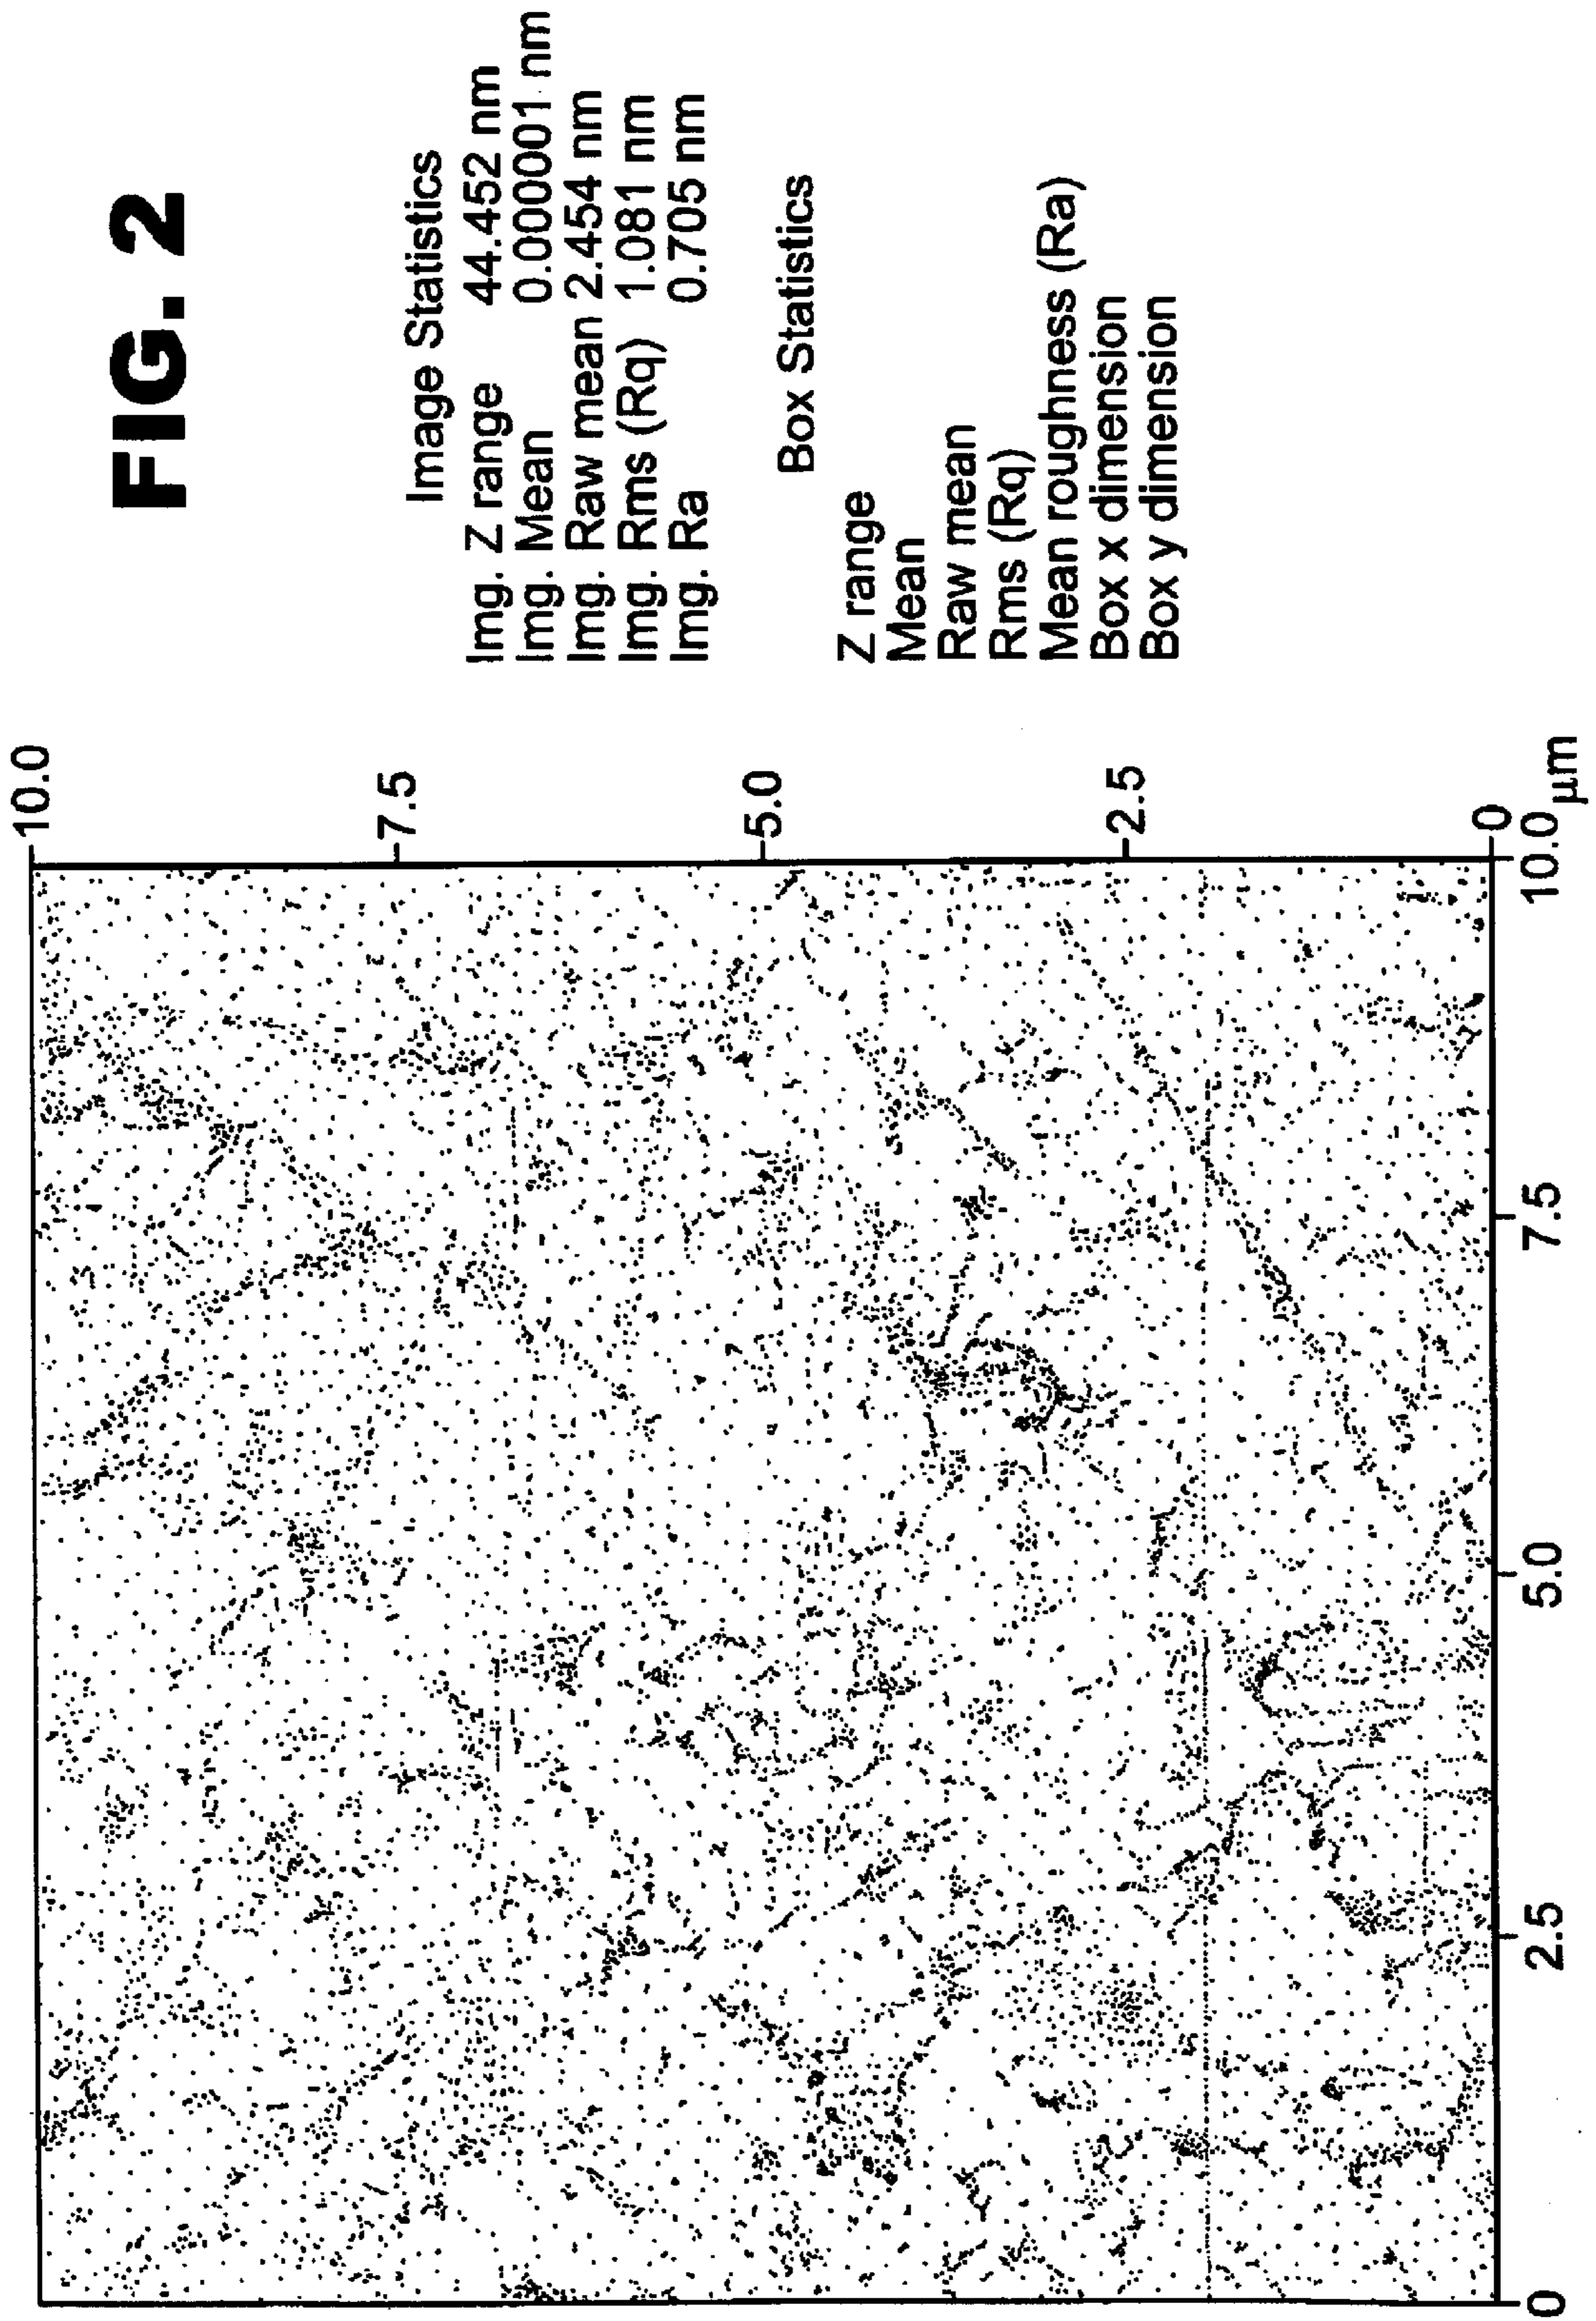 FIG. 2
Image Statistics
Img. Z range 44.452 nm
Img. Mean 0.000001 nm
Img. Raw mean 2.454 nm
Img. Rms (Rq) 1.081 nm
Img. Ra 0.705 nm
Box Statistics
Z range
Mean
Raw mean
Rms (Rq)
Mean roughness (Ra)
Box x dimension
Box y dimension
10.0
7.5
5.0
2.5
0
0
2.5
5.0
7.5
10.0
μm